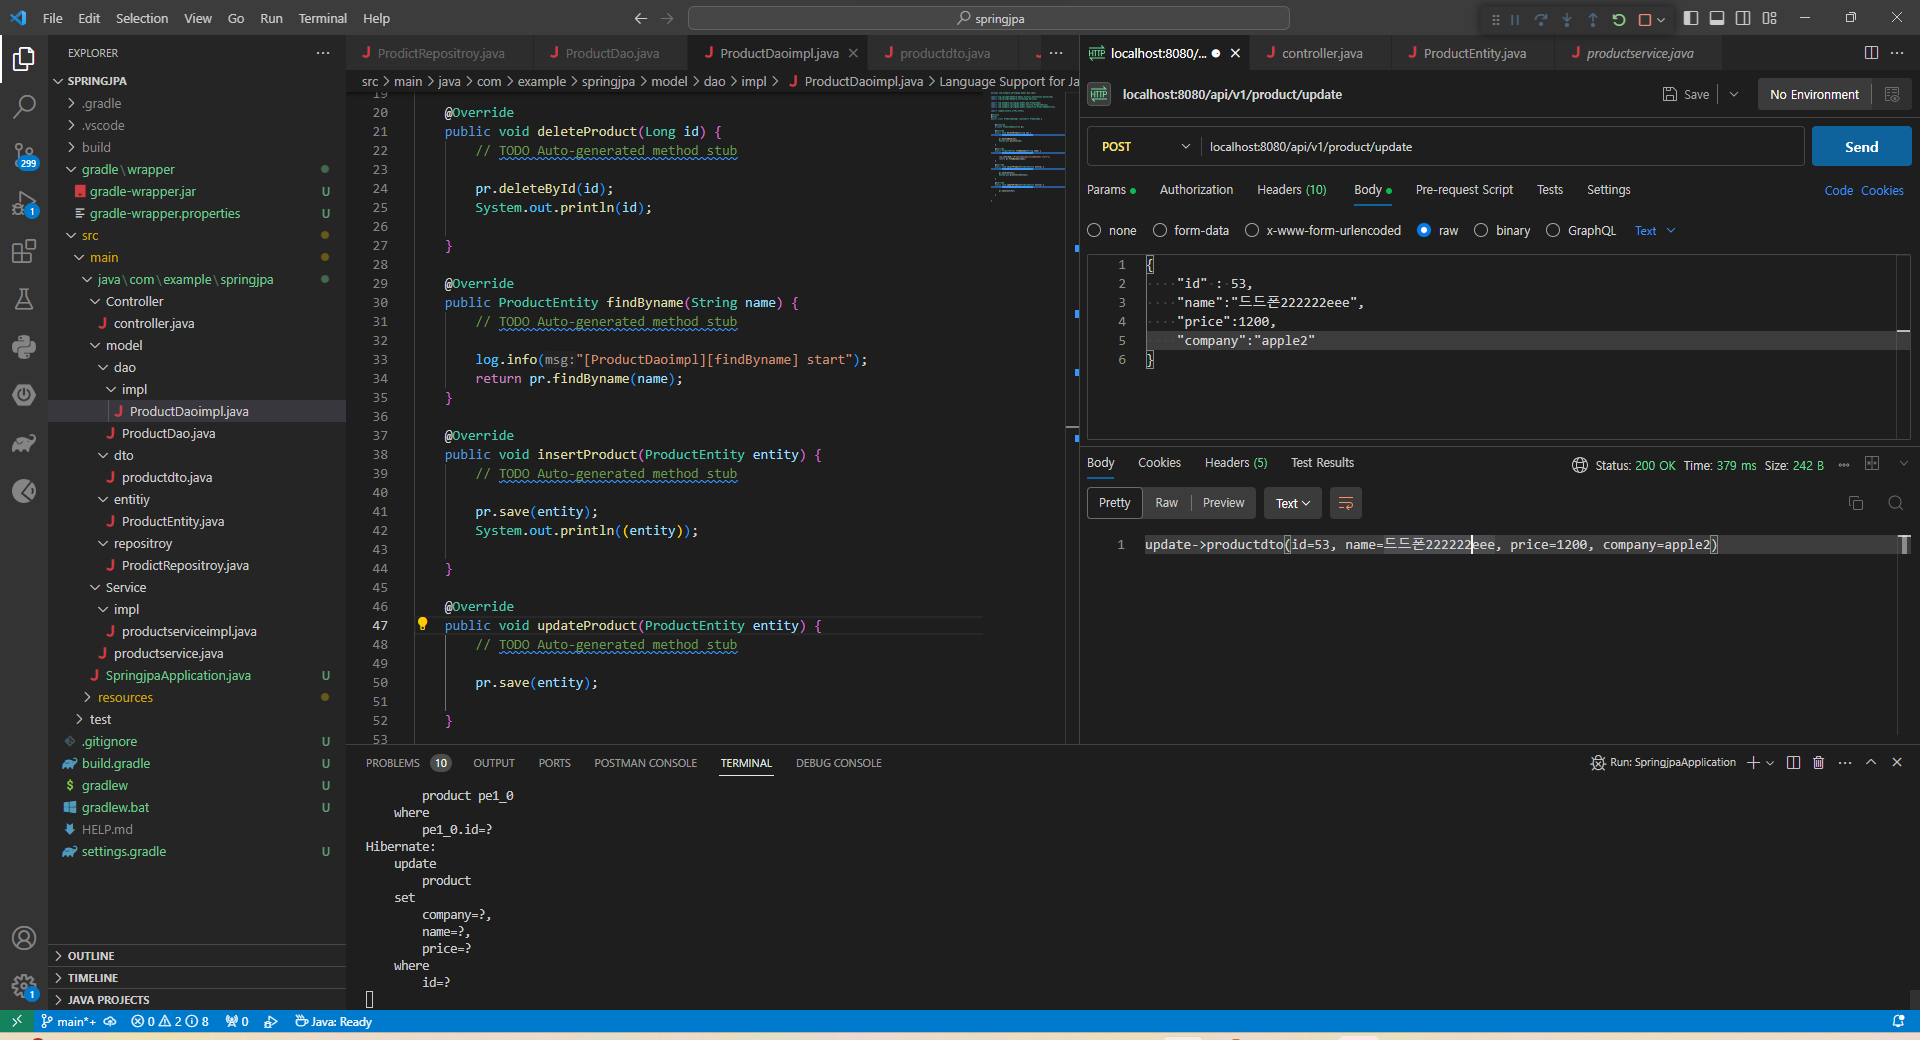 File Edit Selection View Go Run Terminal Help
springjpa
EXPLORER
SPRINGJPA
.gradle
.vscode
build
gradle\wrapper
gradle-wrapper.jar U
gradle-wrapper.properties U
src
main
java\com\example\springjpa
Controller
controller.java
model
dao
impl
ProductDaoimpl.java
ProductDao.java
dto
productdto.java
entitiy
ProductEntity.java
repositroy
ProdictRepositroy.java
Service
impl
productserviceimpl.java
productservice.java
SpringjpaApplication.java U
resources
test
.gitignore U
build.gradle U
gradlew U
gradlew.bat U
HELP.md
settings.gradle U
OUTLINE
TIMELINE
JAVA PROJECTS
299
1
1
ProdictRepositroy.java ProductDao.java ProductDaoimpl.java productdto.java
src > main > java > com > example > springjpa > model > dao > impl > ProductDaoimpl.java > Language Support for Ja
19
20 @Override
21 public void deleteProduct(Long id) {
22 // TODO Auto-generated method stub
23
24 pr.deleteById(id);
25 System.out.println(id);
26
27 }
28
29 @Override
30 public ProductEntity findByname(String name) {
31 // TODO Auto-generated method stub
32
33 log.info(msg:"[ProductDaoimpl][findByname] start");
34 return pr.findByname(name);
35 }
36
37 @Override
38 public void insertProduct(ProductEntity entity) {
39 // TODO Auto-generated method stub
40
41 pr.save(entity);
42 System.out.println((entity));
43
44 }
45
46 @Override
47 public void updateProduct(ProductEntity entity) {
48 // TODO Auto-generated method stub
49
50 pr.save(entity);
51
52 }
53
HTTP localhost:8080/... controller.java ProductEntity.java productservice.java
HTTP localhost:8080/api/v1/product/update Save No Environment
POST localhost:8080/api/v1/product/update Send
Params Authorization Headers (10) Body Pre-request Script Tests Settings Code Cookies
none form-data x-www-form-urlencoded raw binary GraphQL Text
1 {
2 "id" : 53,
3 "name":"드드폰222222eee",
4 "price":1200,
5 "company":"apple2"
6 }
Body Cookies Headers (5) Test Results Status: 200 OK Time: 379 ms Size: 242 B
Pretty Raw Preview Text
1 update->productdto(id=53, name=드드폰222222eee, price=1200, company=apple2)
PROBLEMS 10 OUTPUT PORTS POSTMAN CONSOLE TERMINAL DEBUG CONSOLE Run: SpringjpaApplication
product pe1_0
where
pe1_0.id=?
Hibernate:
update
product
set
company=?,
name=?,
price=?
where
id=?
main*+ 0 2 8 0 Java: Ready